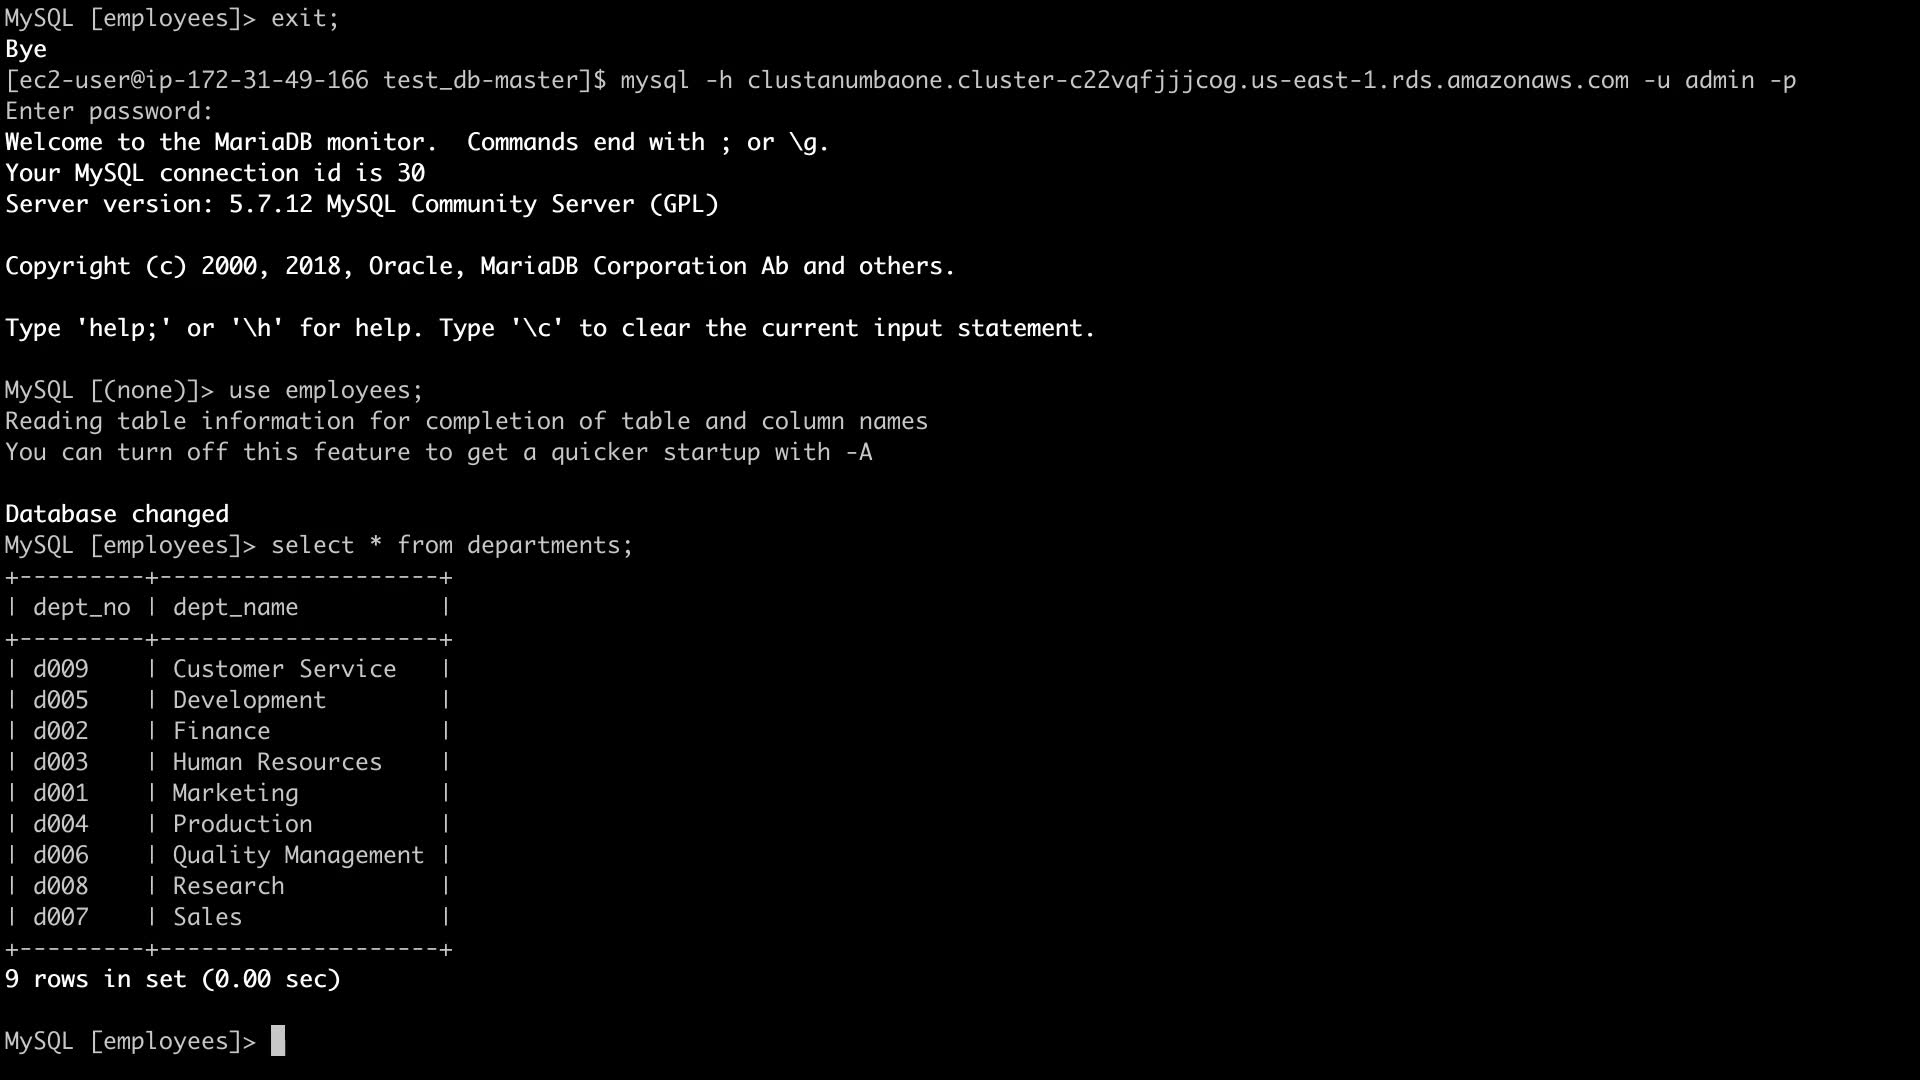 MySQL [employees]> exit;
Bye
[ec2-user@ip-172-31-49-166 test_db-master]$ mysql -h clustanumbaone.cluster-c22vqfjjjcog.us-east-1.rds.amazonaws.com -u admin -p
Enter password:
Welcome to the MariaDB monitor.  Commands end with ; or \g.
Your MySQL connection id is 30
Server version: 5.7.12 MySQL Community Server (GPL)

Copyright (c) 2000, 2018, Oracle, MariaDB Corporation Ab and others.

Type 'help;' or '\h' for help. Type '\c' to clear the current input statement.

MySQL [(none)]> use employees;
Reading table information for completion of table and column names
You can turn off this feature to get a quicker startup with -A

Database changed
MySQL [employees]> select * from departments;
+---------+--------------------+
| dept_no | dept_name          |
+---------+--------------------+
| d009    | Customer Service   |
| d005    | Development        |
| d002    | Finance            |
| d003    | Human Resources    |
| d001    | Marketing          |
| d004    | Production         |
| d006    | Quality Management |
| d008    | Research           |
| d007    | Sales              |
+---------+--------------------+
9 rows in set (0.00 sec)

MySQL [employees]>